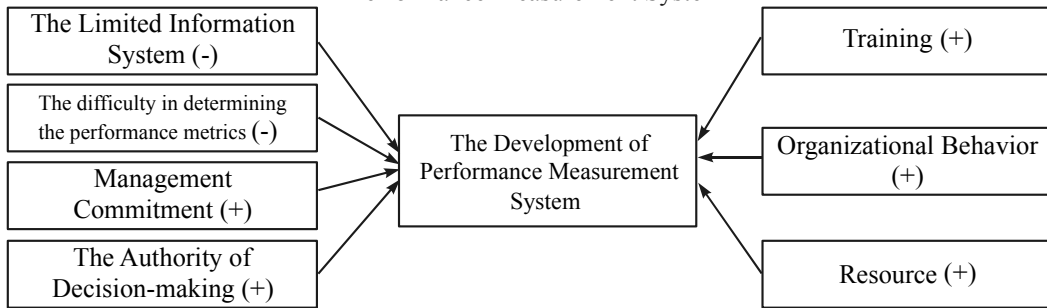 The Limited Information
System (-)
The difficulty in determining
the performance metrics (-)
Management
Commitment (+)
The Authority of
Decision-making (+)
The Development of
Performance Measurement
System
Training (+)
Organizational Behavior
(+)
Resource (+)